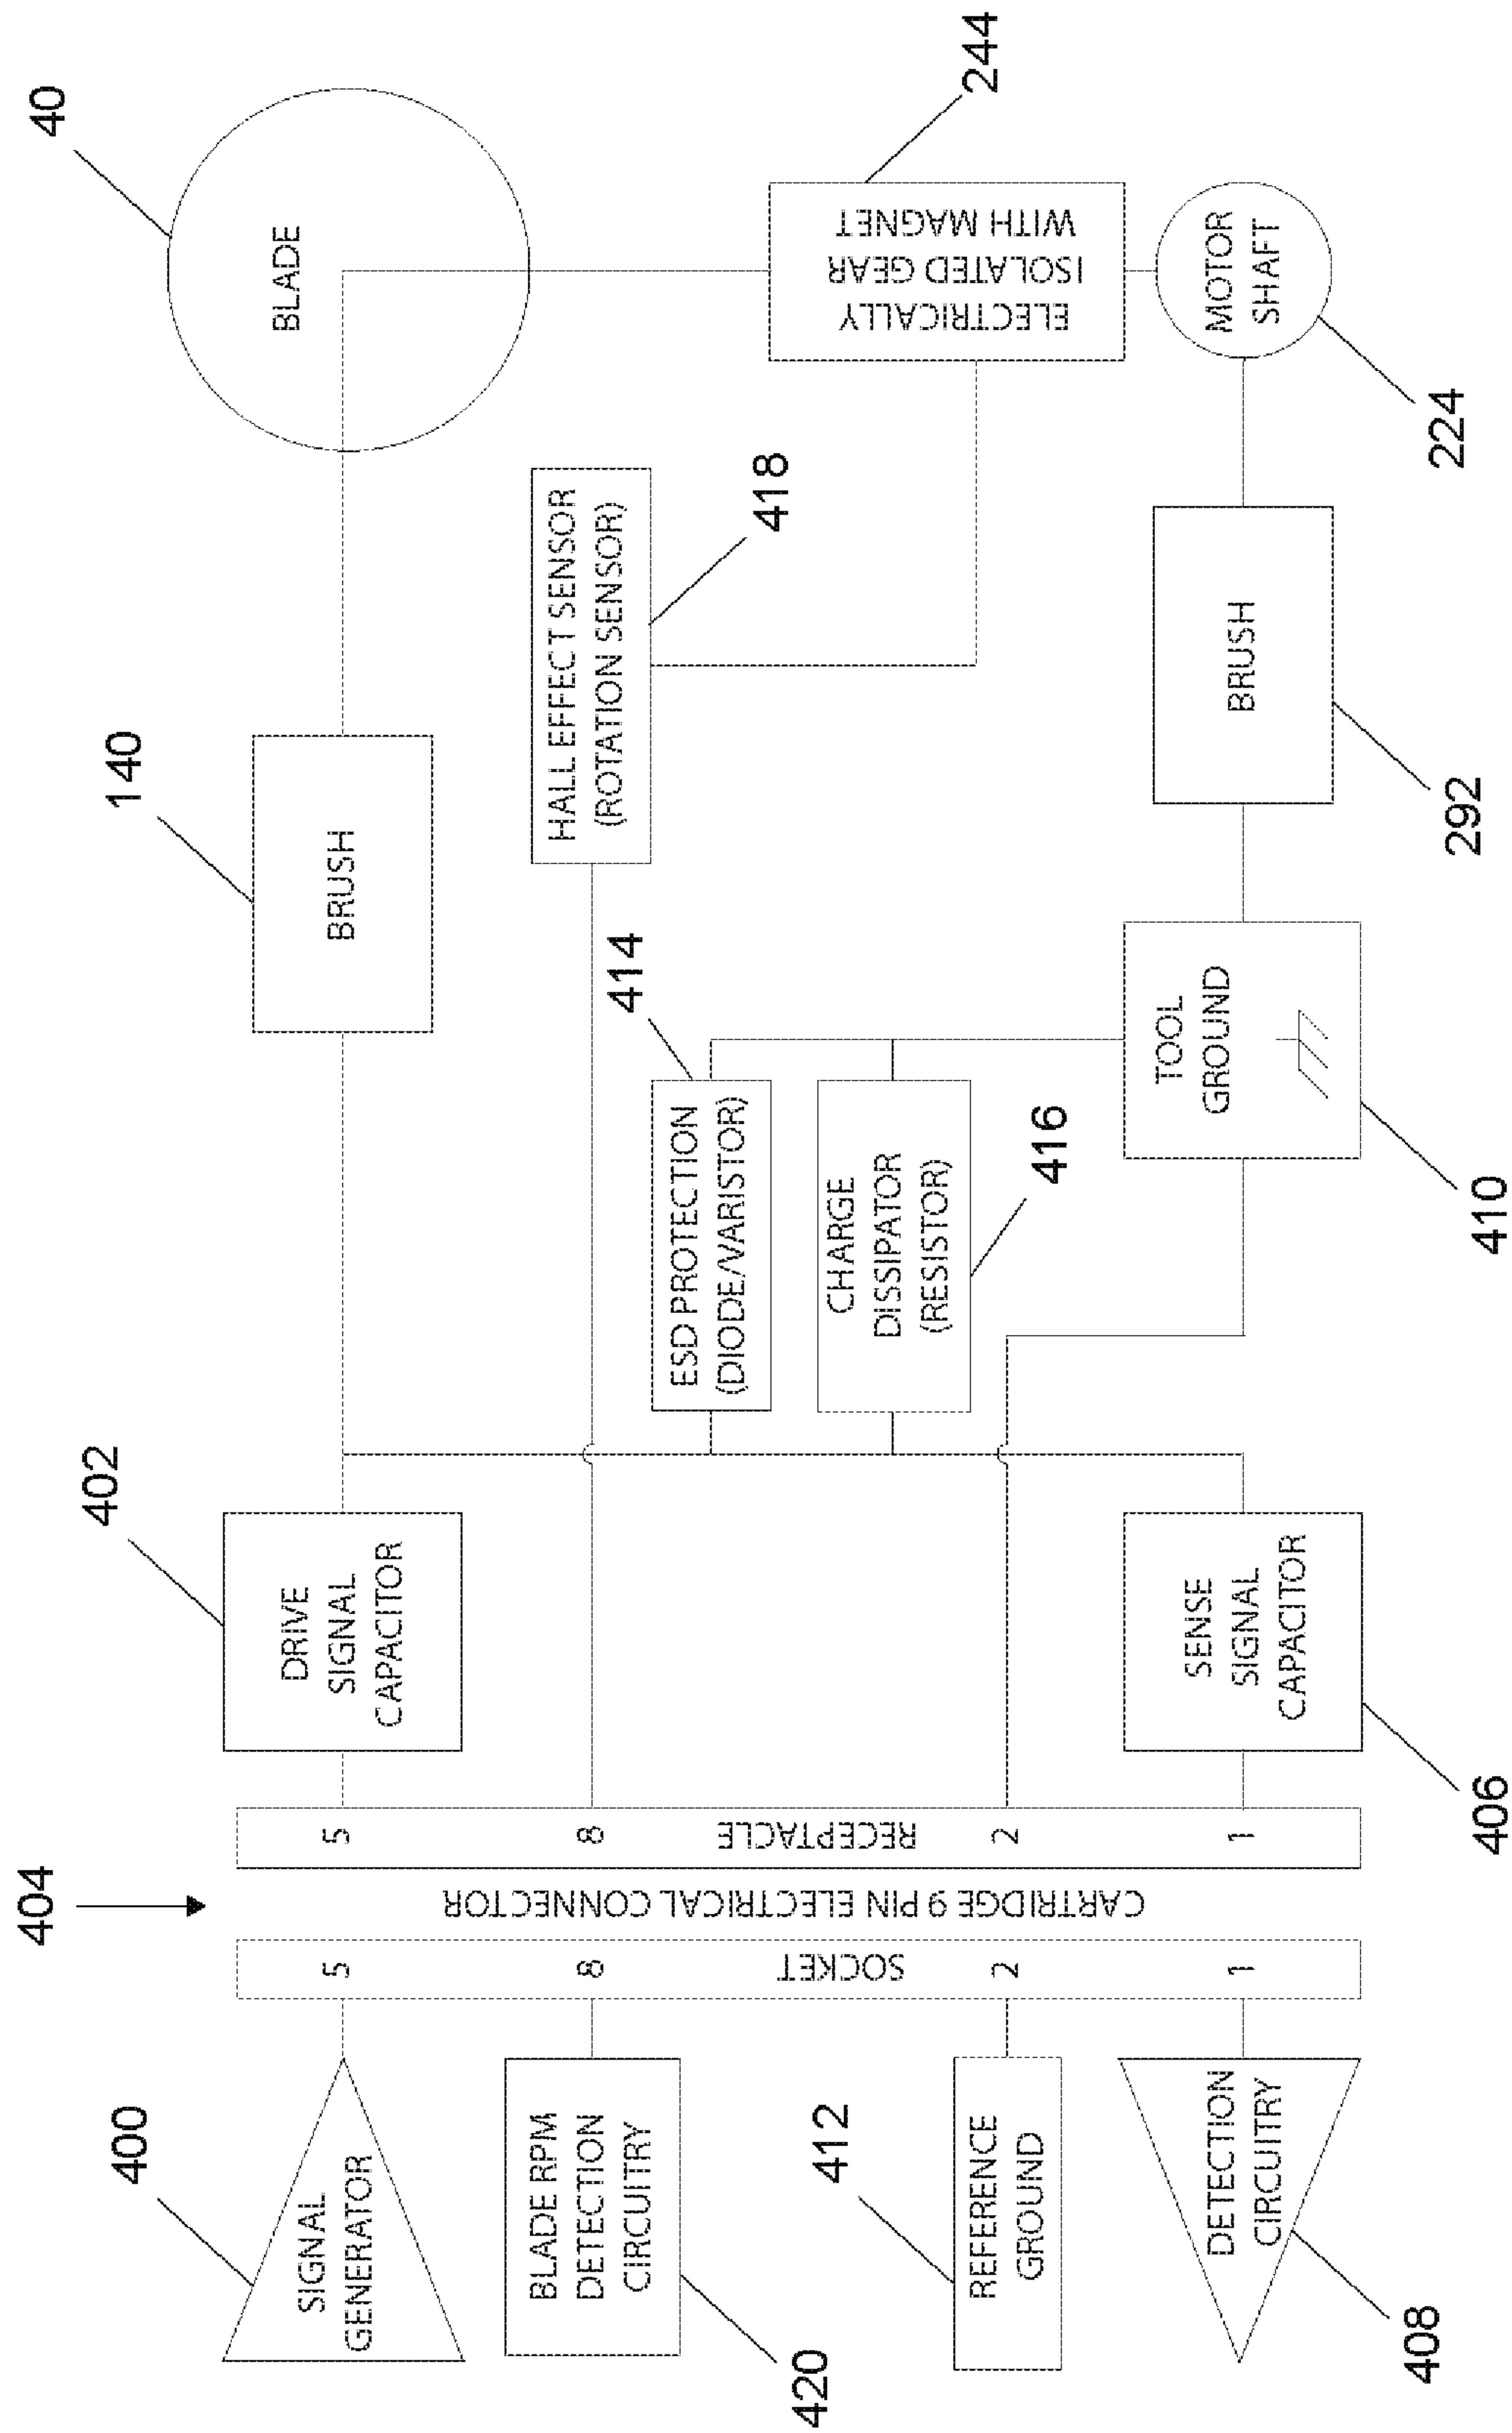 404
400
SIGNAL
GENERATOR
5
5
402
DRIVE
SIGNAL
CAPACITOR
140
BRUSH
40
BLADE
420
BLADE RPM
DETECTION
CIRCUITRY
8
8
HALL EFFECT SENSOR
(ROTATION SENSOR)
418
SOCKET
CARTRIDGE 9 PIN ELECTRICAL CONNECTOR
RECEPTACLE
ESD PROTECTION
(DIODE/VARISTOR)
414
CHARGE
DISSIPATOR
(RESISTOR)
416
ELECTRICALLY
ISOLATED GEAR
WITH MAGNET
244
412
REFERENCE
GROUND
2
2
408
DETECTION
CIRCUITRY
1
1
SENSE
SIGNAL
CAPACITOR
406
TOOL
GROUND
410
BRUSH
292
MOTOR
SHAFT
224